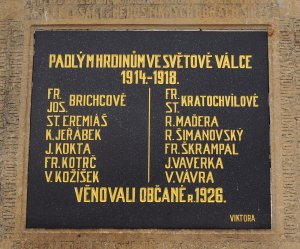 PADLÝM HRDINŮM VE SVĚTOVÉ VÁLCE
1914.-1918.
FR.
JOS. BRICHCOVÉ
ST. EREMIÁŠ
K. JEŘÁBEK
J. KOKTA
FR. KOTRČ
V. KOŽÍŠEK
FR.
ST. KRATOCHVÍLOVÉ
R. MAĎERA
R. ŠIMANOVSKÝ
FR. ŠKRAMPAL
J. VAVERKA
V. VÁVRA
VĚNOVALI OBČANÉ R. 1926.
VIKTORA